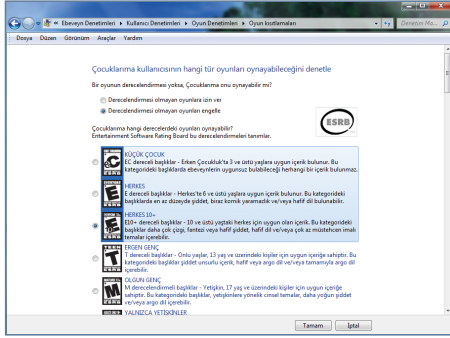 « Ebeveyn Denetimleri ▸ Kullanıcı Denetimleri ▸ Oyun Denetimleri ▸ Oyun kısıtlamaları
Denetim Ma...
Dosya Düzen Görünüm Araçlar Yardım
Çocuklarıma kullanıcısının hangi tür oyunları oynayabileceğini denetle
Bir oyunun derecelendirmesi yoksa, Çocuklarıma onu oynayabilir mi?
Derecelendirmesi olmayan oyunlara izin ver
Derecelendirmesi olmayan oyunları engelle
ESRB
Çocuklarıma hangi derecelerdeki oyunları oynayabilir?
Entertainment Software Rating Board bu derecelendirmeleri tanımlar.
KÜÇÜK ÇOCUK
EC dereceli başlıklar - Erken Çocukluk'ta 3 ve üstü yaşlara uygun içerik bulunur. Bu
kategorideki başlıklarda ebeveynlerin uygunsuz bulabileceği herhangi bir içerik bulunmaz.
HERKES
E dereceli başlıklar - Herkes'te 6 ve üstü yaşlara uygun içerik bulunur. Bu kategorideki
başlıklarda en az düzeyde şiddet, biraz komik yaramazlık ve/veya hafif dil bulunabilir.
HERKES 10+
E10+ dereceli başlıklar - 10 ve üstü yaştaki herkes için uygun olan içerik. Bu kategorideki
başlıklar daha çok çizgi, fantezi veya hafif şiddet, hafif dil ve/veya çok az müstehcen imalı
temalar içerebilir.
ERGEN GENÇ
T dereceli başlıklar - Onlu yaşlar, 13 yaş ve üzerindeki kişiler için uygun içeriğe sahiptir. Bu
kategorideki başlıklar şiddet unsurlu içerik, hafif veya argo dil ve/veya tamamıyla argo dil
içerebilir.
OLGUN GENÇ
M derecelendirmeli başlıklar - Yetişkin, 17 yaş ve üzerindeki kişiler için uygun içeriğe
sahiptir. Bu kategorideki başlıklar, yetişkinlere yönelik cinsel temalar, daha yoğun şiddet
ve/veya argo dil içerebilir.
YALNIZCA YETİŞKİNLER
Tamam İptal